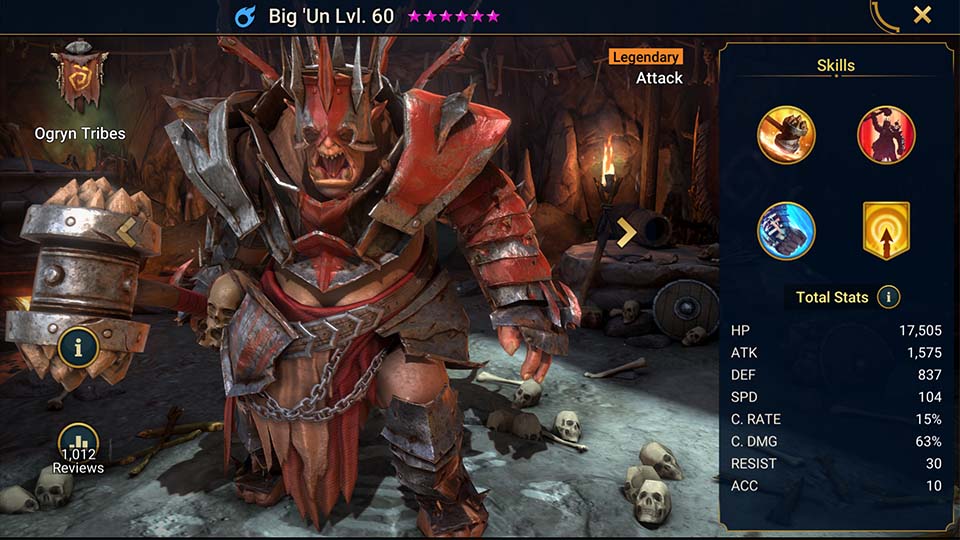 Big 'Un Lvl. 60
Ogryn Tribes
Legendary
Attack
Skills
Total Stats
HP 17,505
ATK 1,575
DEF 837
SPD 104
C. RATE 15%
C. DMG 63%
RESIST 30
ACC 10
1,012
Reviews